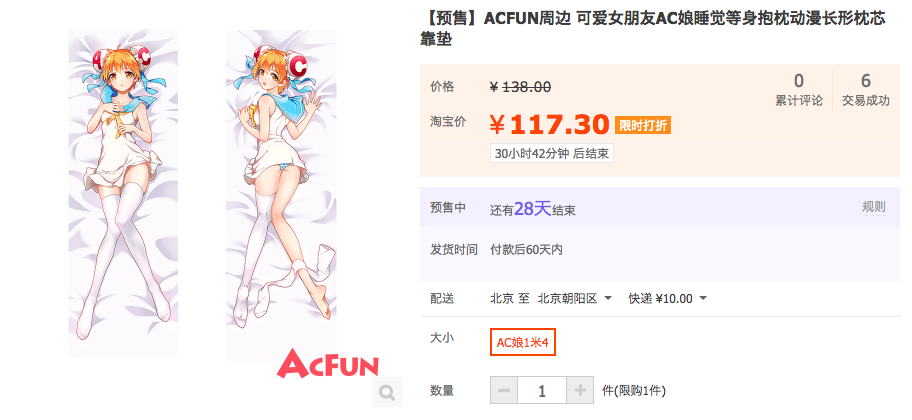 【预售】ACFUN周边 可爱女朋友AC娘睡觉等身抱枕动漫长形枕芯
靠垫
价格 ¥ 138.00
0 6
累计评论 交易成功
淘宝价 ¥117.30 限时打折
30小时42分钟 后结束
预售中 还有28天结束 规则
发货时间 付款后60天内
配送 北京 至 北京朝阳区 快递 ¥10.00
大小 AC娘1米4
数量 1 件(限购1件)
ACFUN